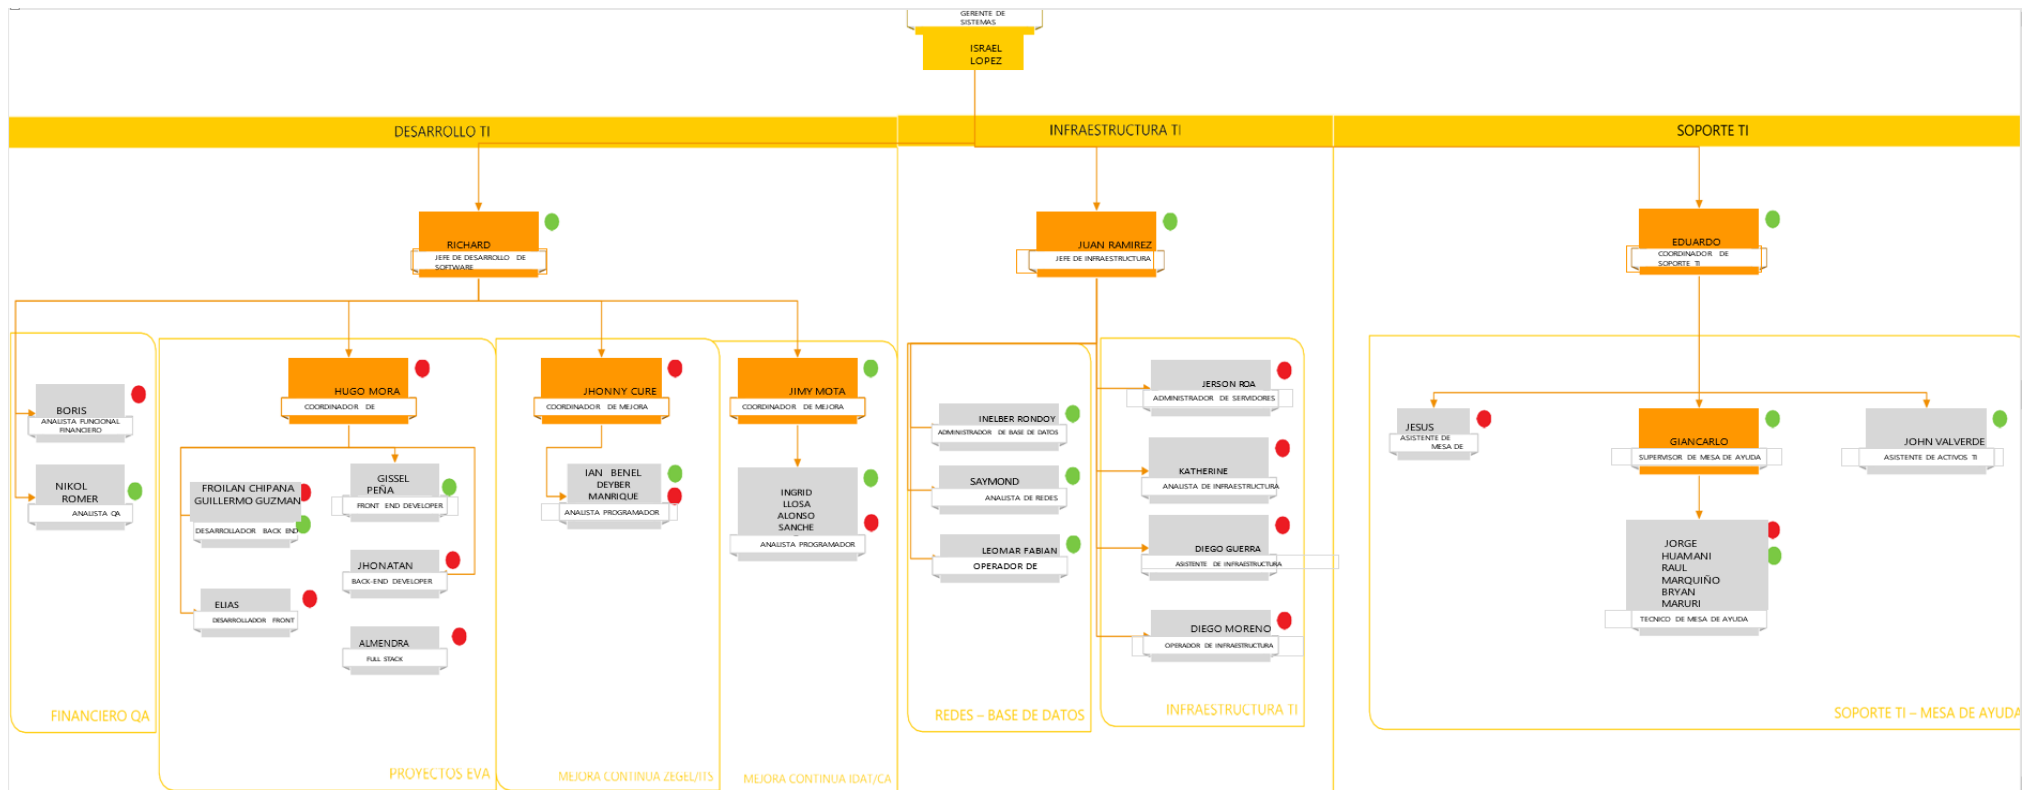 GERENTE DE
SISTEMAS
ISRAEL
LOPEZ
DESARROLLO TI
INFRAESTRUCTURA TI
SOPORTE TI
RICHARD
JEFE DE DESARROLLO DE
SOFTWARE
JUAN RAMIREZ
JEFE DE INFRAESTRUCTURA
EDUARDO
COORDINADOR DE
SOPORTE TI
BORIS
ANALISTA FUNCIONAL
FINANCIERO
NIKOL
ROMER
ANALISTA QA
FINANCIERO QA
HUGO MORA
COORDINADOR DE
FROILAN CHIPANA
GUILLERMO GUZMAN
DESARROLLADOR BACK END
ELIAS
DESARROLLADOR FRONT
GISSEL
PEÑA
FRONT END DEVELOPER
JHONATAN
BACK-END DEVELOPER
ALMENDRA
FULL STACK
PROYECTOS EVA
JHONNY CURE
COORDINADOR DE MEJORA
IAN BENEL
DEYBER
MANRIQUE
ANALISTA PROGRAMADOR
MEJORA CONTINUA ZEGEL/ITS
JIMY MOTA
COORDINADOR DE MEJORA
INGRID
LLOSA
ALONSO
SANCHE
ANALISTA PROGRAMADOR
MEJORA CONTINUA IDAT/CA
INELBER RONDOY
ADMINISTRADOR DE BASE DE DATOS
SAYMOND
ANALISTA DE REDES
LEOMAR FABIAN
OPERADOR DE
REDES – BASE DE DATOS
JERSON ROA
ADMINISTRADOR DE SERVIDORES
KATHERINE
ANALISTA DE INFRAESTRUCTURA
DIEGO GUERRA
ASISTENTE DE INFRAESTRUCTURA
DIEGO MORENO
OPERADOR DE INFRAESTRUCTURA
INFRAESTRUCTURA TI
JESUS
ASISTENTE DE
MESA DE
GIANCARLO
SUPERVISOR DE MESA DE AYUDA
JOHN VALVERDE
ASISTENTE DE ACTIVOS TI
JORGE
HUAMANI
RAUL
MARQUIÑO
BRYAN
MARURI
TECNICO DE MESA DE AYUDA
SOPORTE TI – MESA DE AYUDA